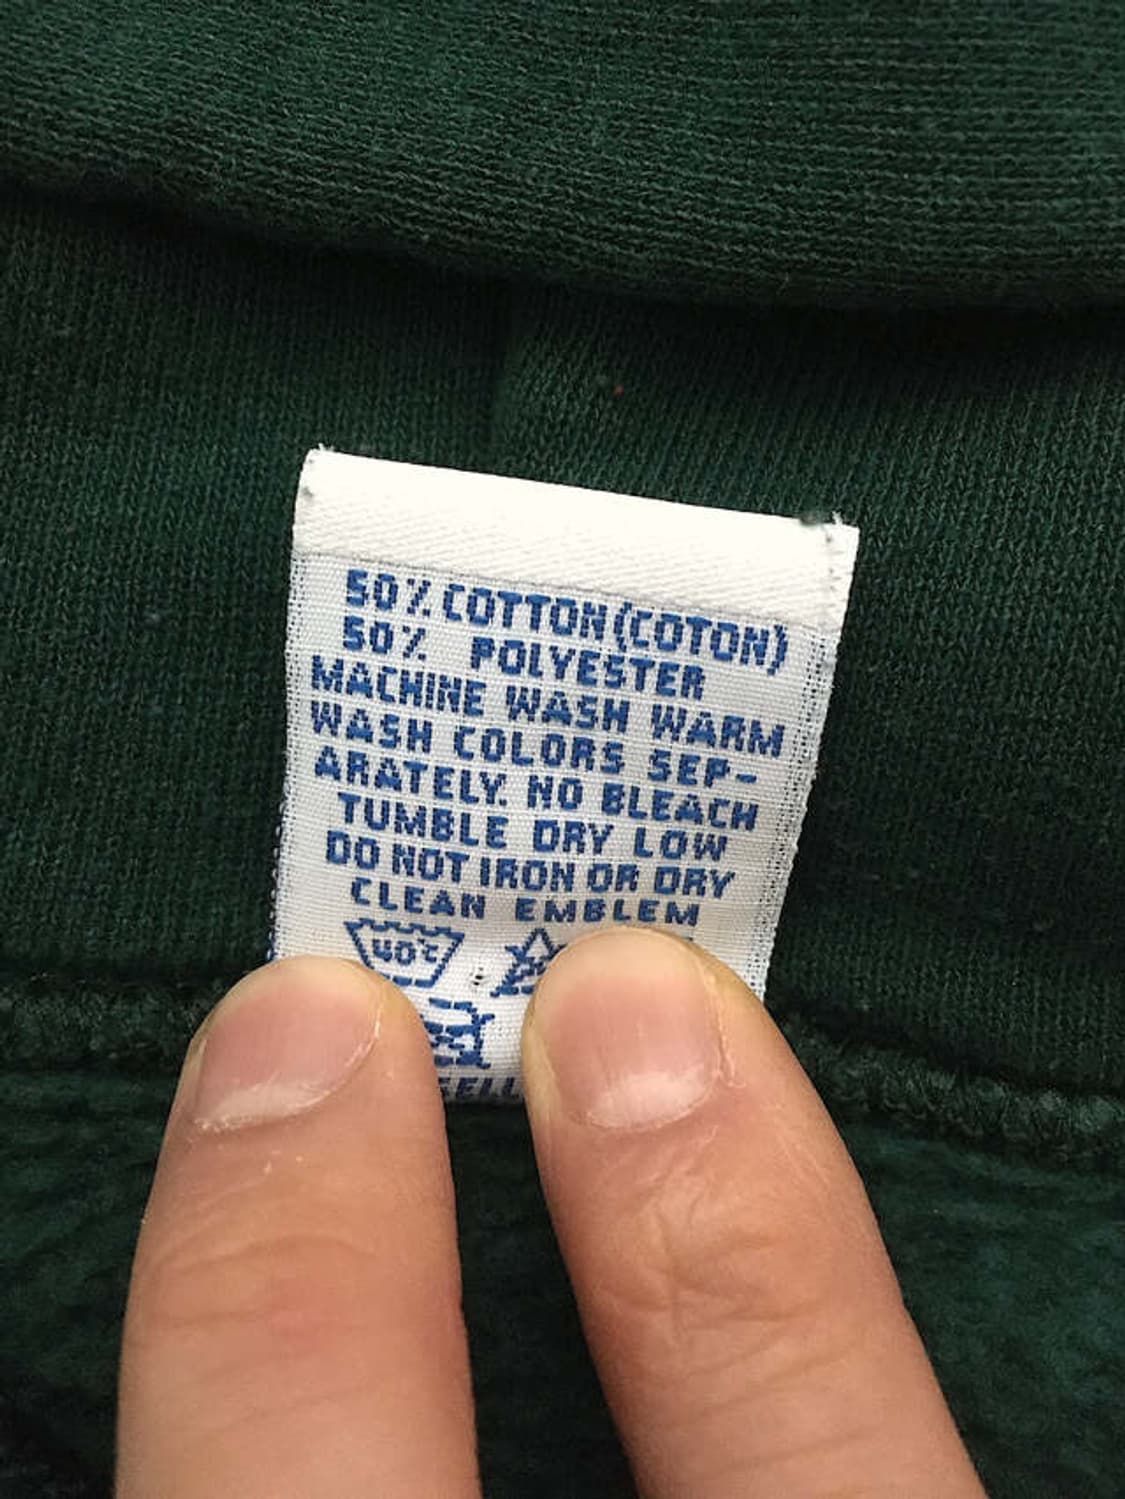 50% COTTON (COTON)
50% POLYESTER
MACHINE WASH WARM
WASH COLORS SEP-
ARATELY. NO BLEACH
TUMBLE DRY LOW
DO NOT IRON OR DRY
CLEAN EMBLEM
40°C